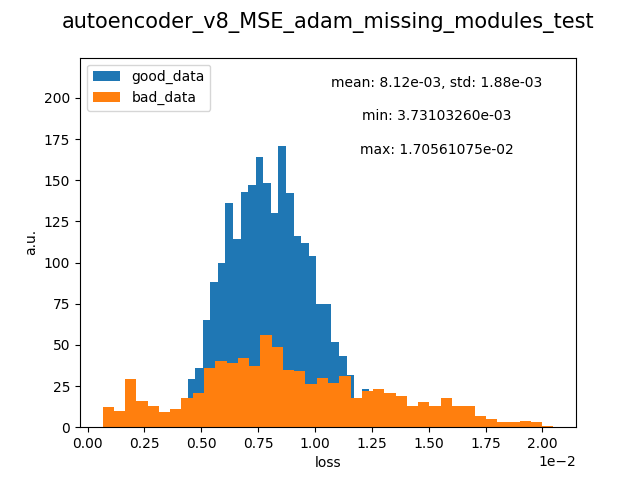 autoencoder_v8_MSE_adam_missing_modules_test
good_data
bad_data
mean: 8.12e-03, std: 1.88e-03
min: 3.73103260e-03
max: 1.70561075e-02
a.u.
200
175
150
125
100
75
50
25
0
0.00 0.25 0.50 0.75 1.00 1.25 1.50 1.75 2.00
1e−2
loss